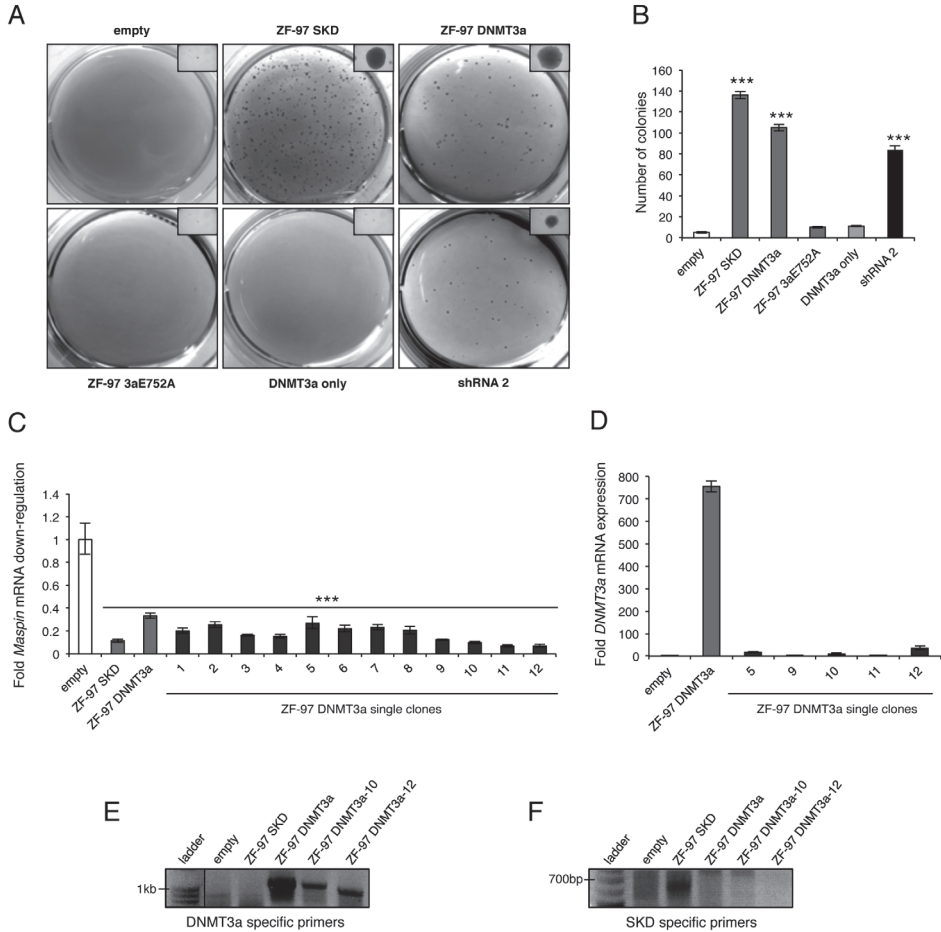 A
empty
ZF-97 SKD
ZF-97 DNMT3a
ZF-97 3aE752A
DNMT3a only
shRNA 2
B
Number of colonies
160
140
120
100
80
60
40
20
0
***
***
***
empty
ZF-97 SKD
ZF-97 DNMT3a
ZF-97 3aE752A
DNMT3a only
shRNA 2
C
Fold Maspin mRNA down-regulation
1.4
1.2
1
0.8
0.6
0.4
0.2
0
***
empty
ZF-97 SKD
ZF-97 DNMT3a
1
2
3
4
5
6
7
8
9
10
11
12
ZF-97 DNMT3a single clones
D
Fold DNMT3a mRNA expression
800
700
600
500
400
300
200
100
0
empty
ZF-97 DNMT3a
5
9
10
11
12
ZF-97 DNMT3a single clones
E
ladder
empty
ZF-97 SKD
ZF-97 DNMT3a
ZF-97 DNMT3a-10
ZF-97 DNMT3a-12
1kb
DNMT3a specific primers
F
ladder
empty
ZF-97 SKD
ZF-97 DNMT3a
ZF-97 DNMT3a-10
ZF-97 DNMT3a-12
700bp
SKD specific primers